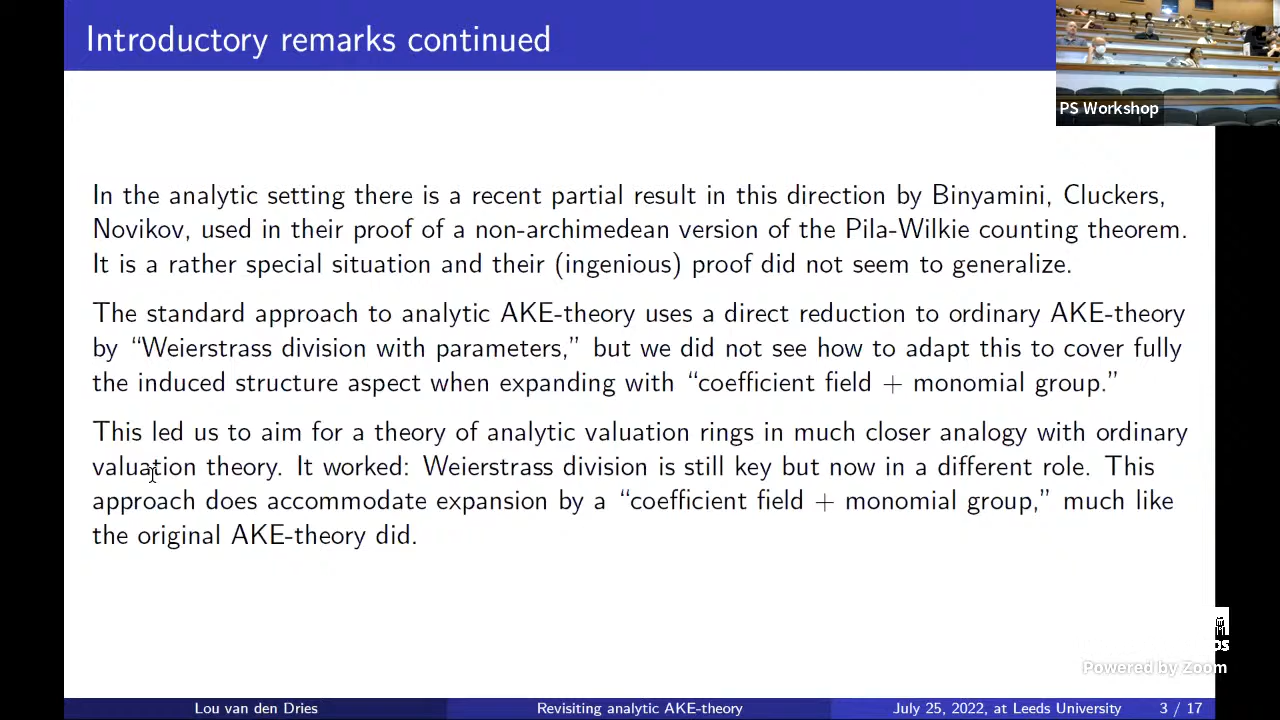 Introductory remarks continued
PS Workshop
In the analytic setting there is a recent partial result in this direction by Binyamini, Cluckers,
Novikov, used in their proof of a non-archimedean version of the Pila-Wilkie counting theorem.
It is a rather special situation and their (ingenious) proof did not seem to generalize.
The standard approach to analytic AKE-theory uses a direct reduction to ordinary AKE-theory
by “Weierstrass division with parameters,” but we did not see how to adapt this to cover fully
the induced structure aspect when expanding with “coefficient field + monomial group.”
This led us to aim for a theory of analytic valuation rings in much closer analogy with ordinary
valuation theory. It worked: Weierstrass division is still key but now in a different role. This
approach does accommodate expansion by a “coefficient field + monomial group,” much like
the original AKE-theory did.
Powered by Zoom
Lou van den Dries Revisiting analytic AKE-theory July 25, 2022, at Leeds University 3 / 17